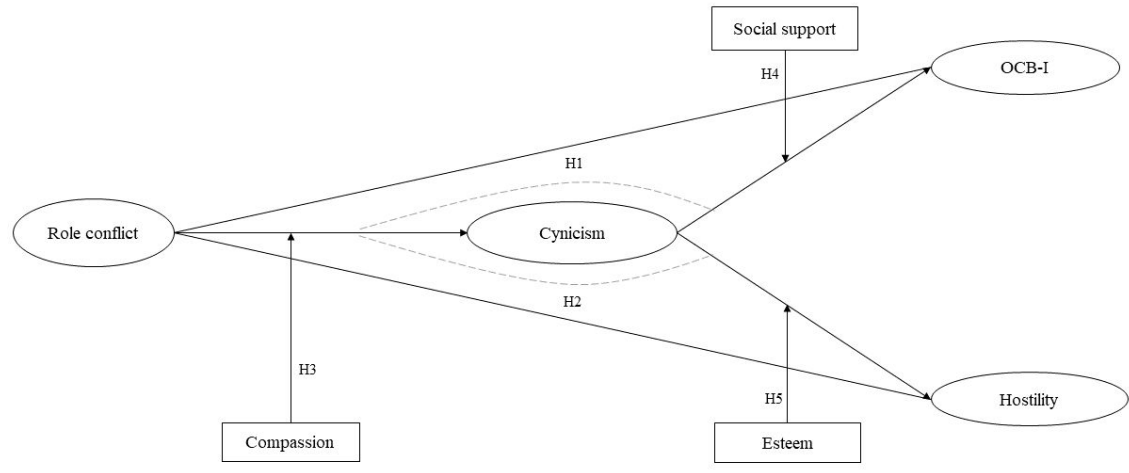 Social support
H4
OCB-I
H1
Role conflict
Cynicism
H2
H3
H5
Hostility
Compassion
Esteem